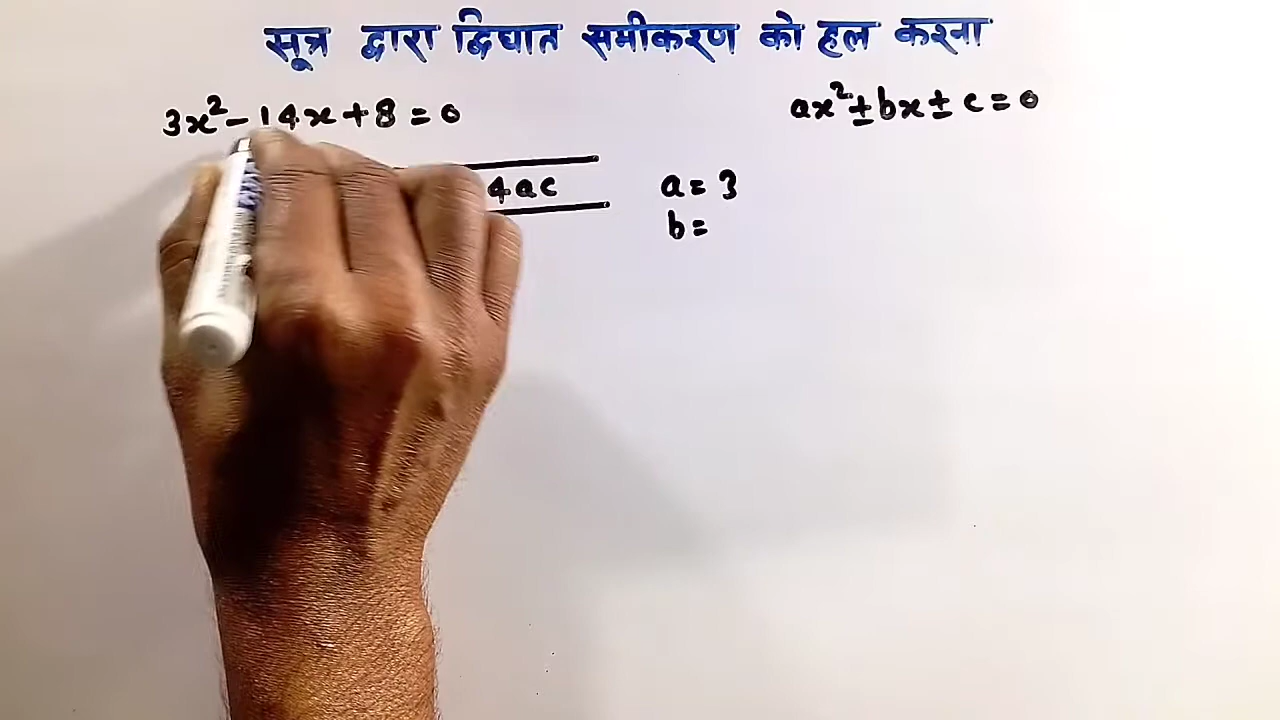 सूत्र द्वारा द्विघात समीकरण को हल करना
3x² - 14x + 8 = 0
ax² ± bx ± c = 0
4ac
a = 3
b =